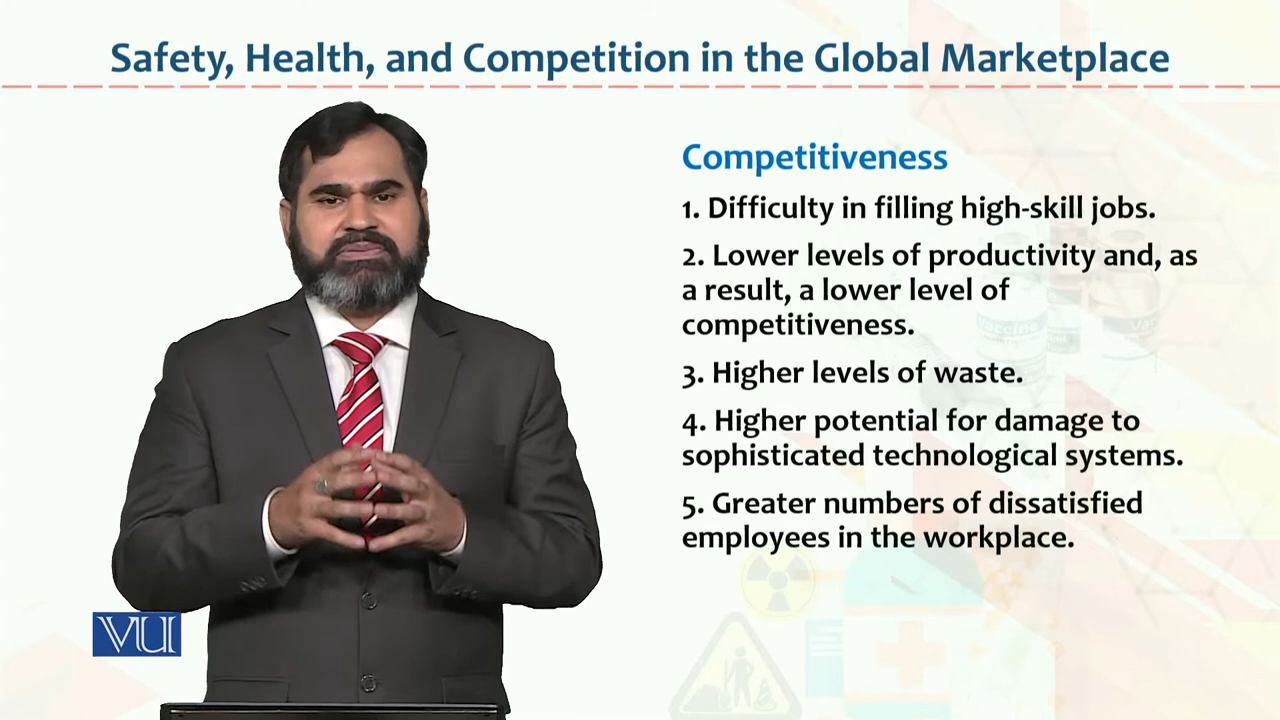 Safety, Health, and Competition in the Global Marketplace
Competitiveness
1. Difficulty in filling high-skill jobs.
2. Lower levels of productivity and, as
a result, a lower level of
competitiveness.
3. Higher levels of waste.
4. Higher potential for damage to
sophisticated technological systems.
5. Greater numbers of dissatisfied
employees in the workplace.
Vaccine
VU